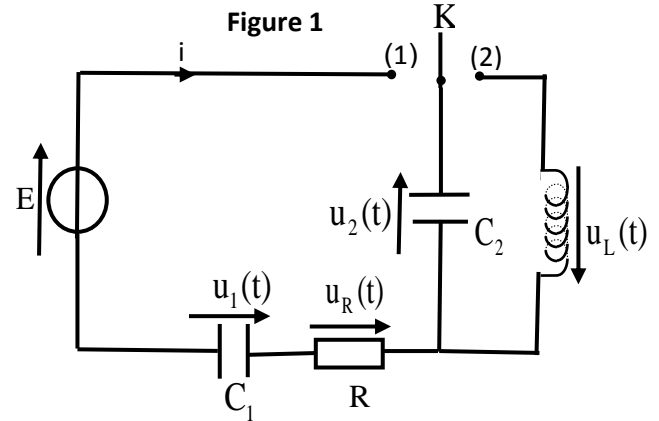 Figure 1
K
i
(1)
(2)
E
u₂(t)
C₂
u_L(t)
u₁(t)
u_R(t)
C₁
R